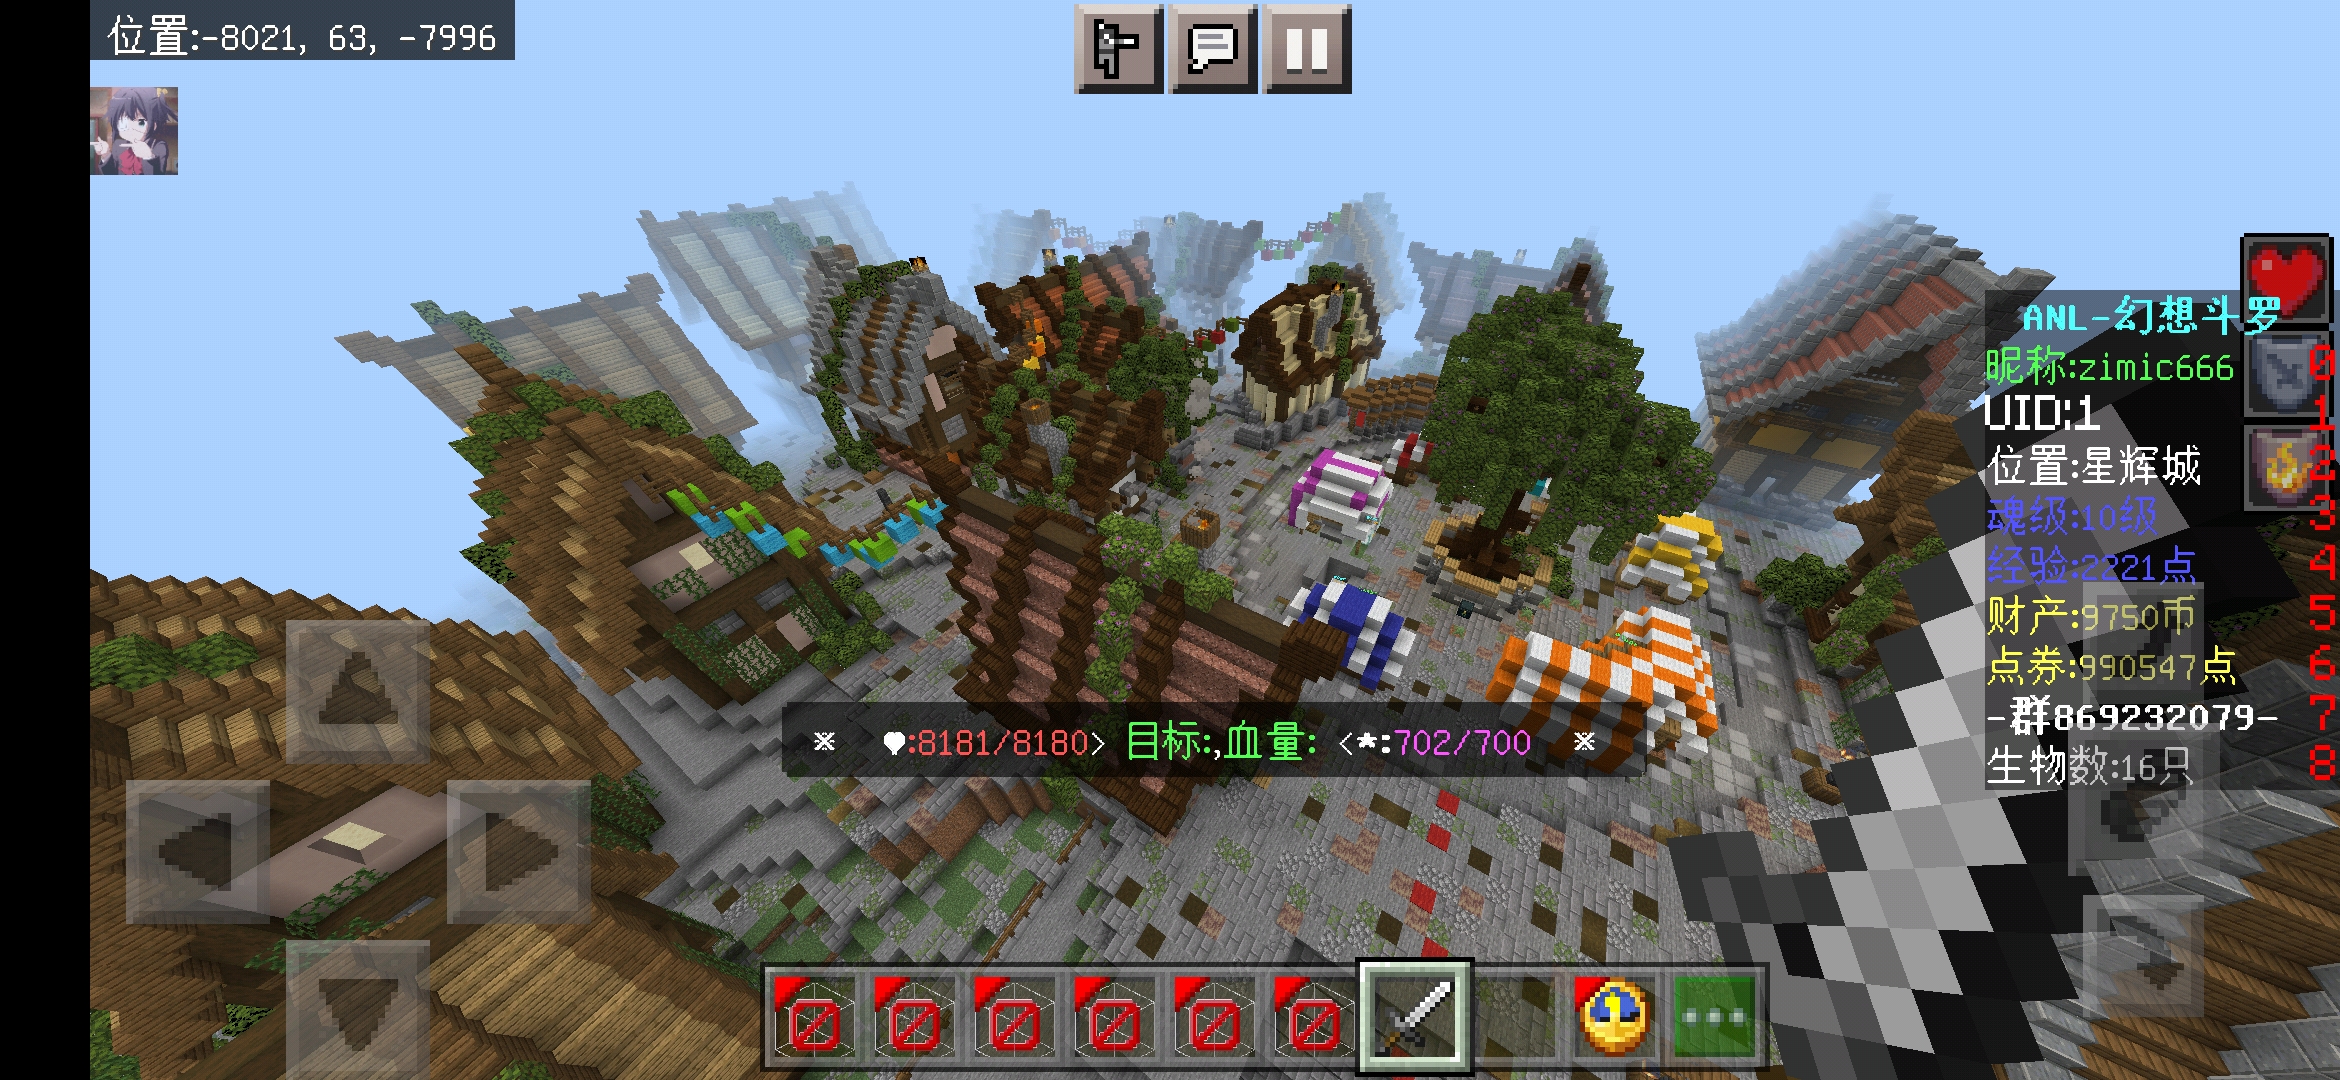 位置:-8021, 63, -7996
ANL-幻想斗罗
昵称:zimic666 0
UID:1 1
位置:星辉城 2
魂级:10级 3
经验:2221点 4
财产:9750币 5
点券:990547点 6
-群869232079- 7
生物数:16只 8
※ ♥:8181/8180> 目标:,血量: <*:702/700 ※